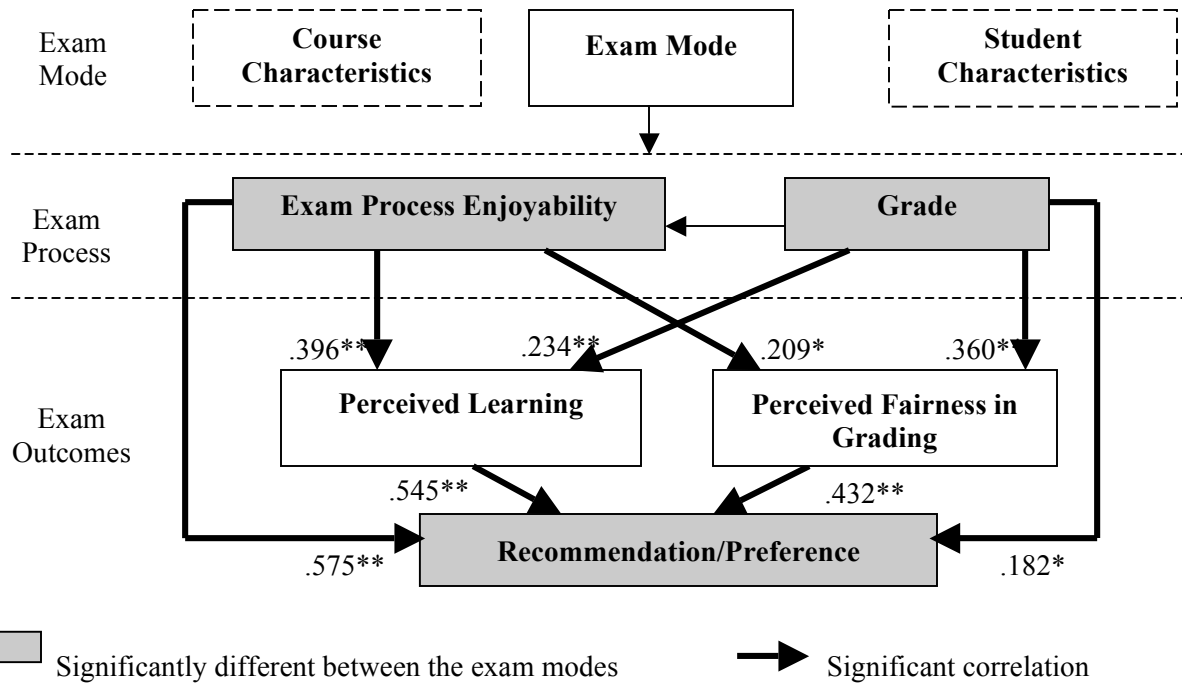 Exam
Mode
Course
Characteristics
Exam Mode
Student
Characteristics
Exam
Process
Exam Process Enjoyability
Grade
.396**
.234**
.209*
.360**
Exam
Outcomes
Perceived Learning
Perceived Fairness in
Grading
.545**
.432**
Recommendation/Preference
.575**
.182*
Significantly different between the exam modes
Significant correlation